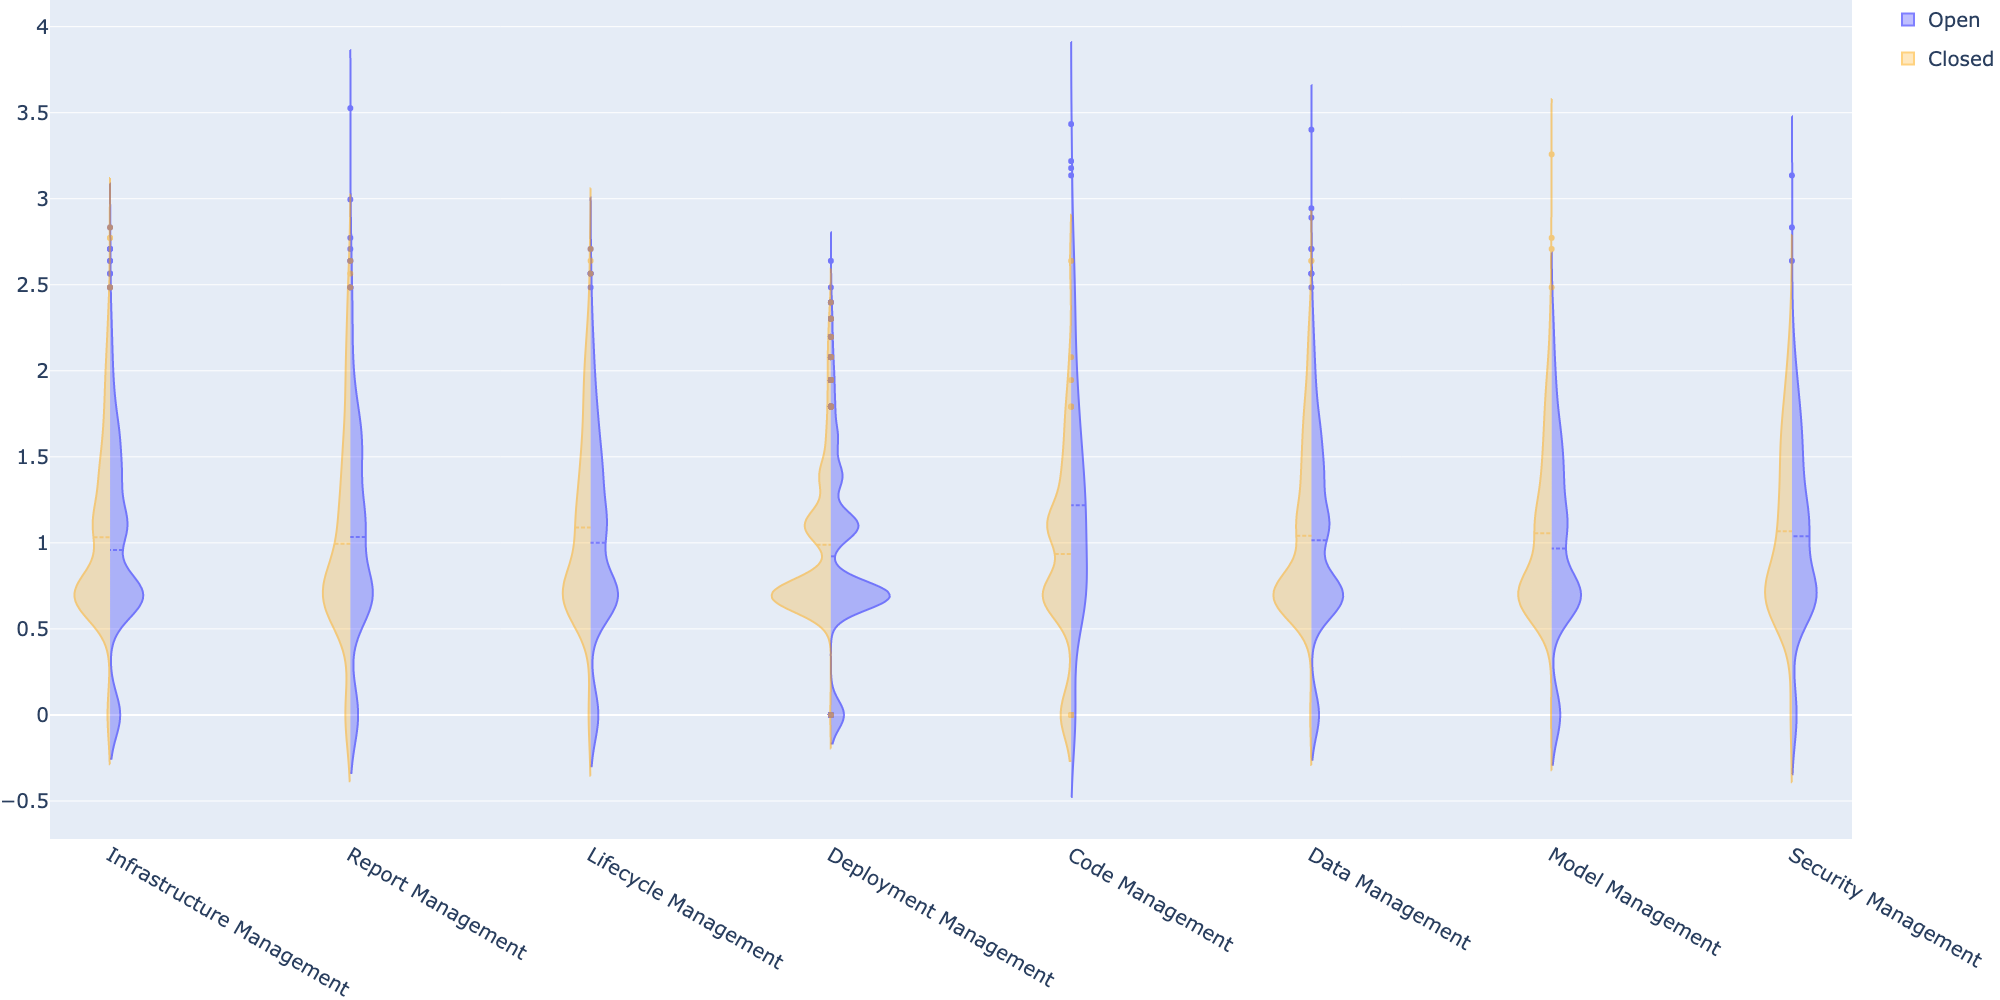 4
3.5
3
2.5
2
1.5
1
0.5
0
−0.5
Open
Closed
Infrastructure Management
Report Management
Lifecycle Management
Deployment Management
Code Management
Data Management
Model Management
Security Management